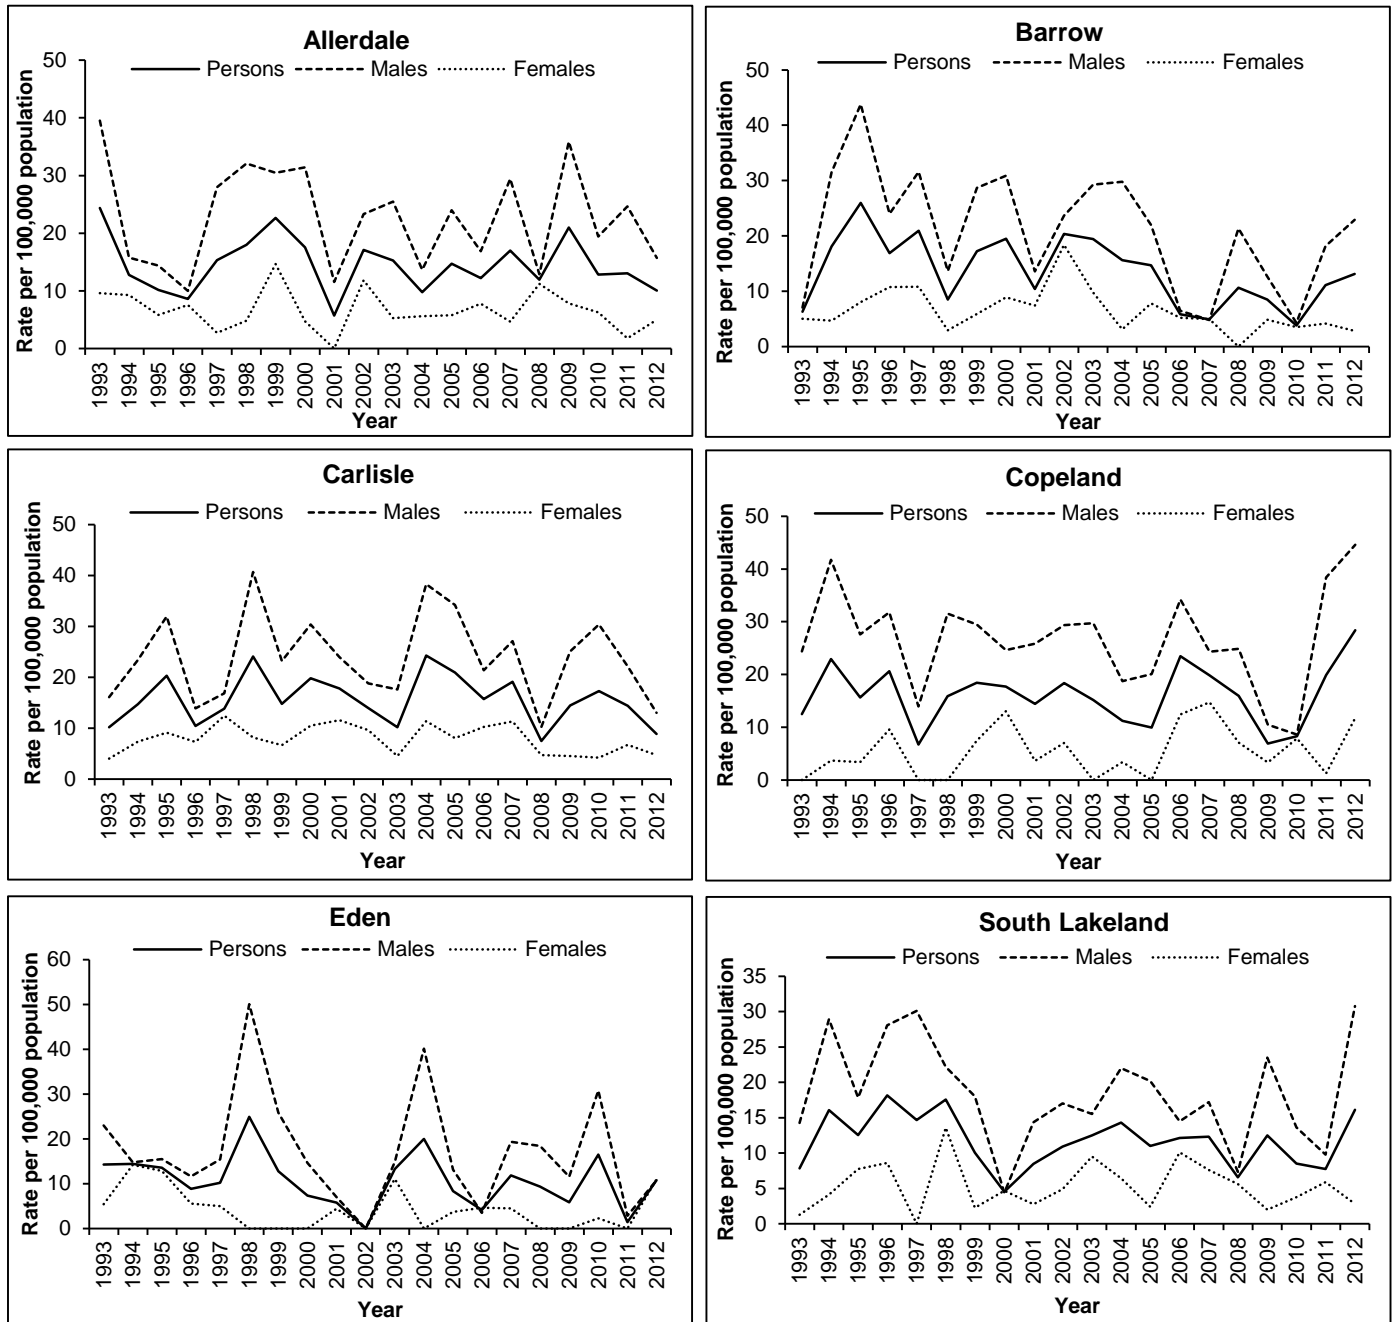 Allerdale
Persons Males Females
Rate per 100,000 population
50
40
30
20
10
0
1993 1994 1995 1996 1997 1998 1999 2000 2001 2002 2003 2004 2005 2006 2007 2008 2009 2010 2011 2012
Year
Barrow
Persons Males Females
Rate per 100,000 population
50
40
30
20
10
0
1993 1994 1995 1996 1997 1998 1999 2000 2001 2002 2003 2004 2005 2006 2007 2008 2009 2010 2011 2012
Year
Carlisle
Persons Males Females
Rate per 100,000 population
50
40
30
20
10
0
1993 1994 1995 1996 1997 1998 1999 2000 2001 2002 2003 2004 2005 2006 2007 2008 2009 2010 2011 2012
Year
Copeland
Persons Males Females
Rate per 100,000 population
50
40
30
20
10
0
1993 1994 1995 1996 1997 1998 1999 2000 2001 2002 2003 2004 2005 2006 2007 2008 2009 2010 2011 2012
Year
Eden
Persons Males Females
Rate per 100,000 population
60
50
40
30
20
10
0
1993 1994 1995 1996 1997 1998 1999 2000 2001 2002 2003 2004 2005 2006 2007 2008 2009 2010 2011 2012
Year
South Lakeland
Persons Males Females
Rate per 100,000 population
35
30
25
20
15
10
5
0
1993 1994 1995 1996 1997 1998 1999 2000 2001 2002 2003 2004 2005 2006 2007 2008 2009 2010 2011 2012
Year